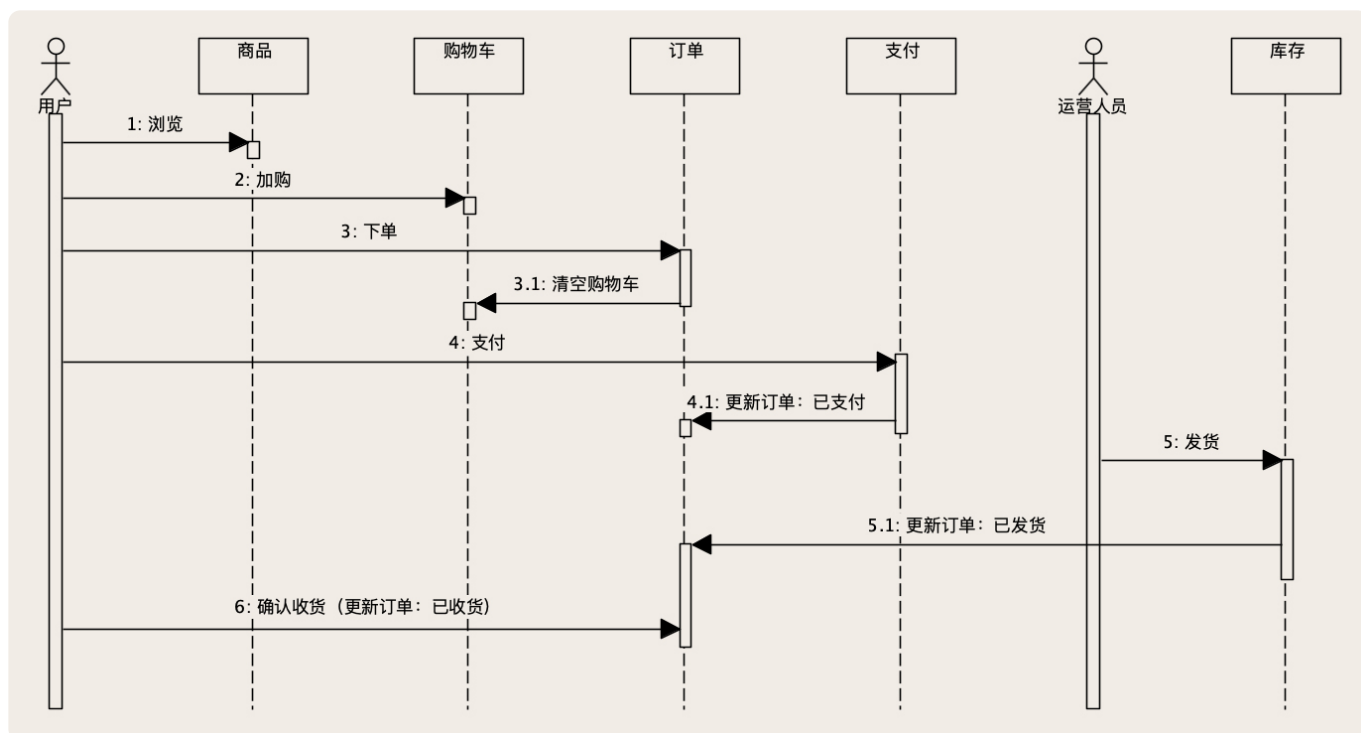 商品
购物车
订单
支付
库存
用户
运营人员
1: 浏览
2: 加购
3: 下单
3.1: 清空购物车
4: 支付
4.1: 更新订单：已支付
5: 发货
5.1: 更新订单：已发货
6: 确认收货（更新订单：已收货）